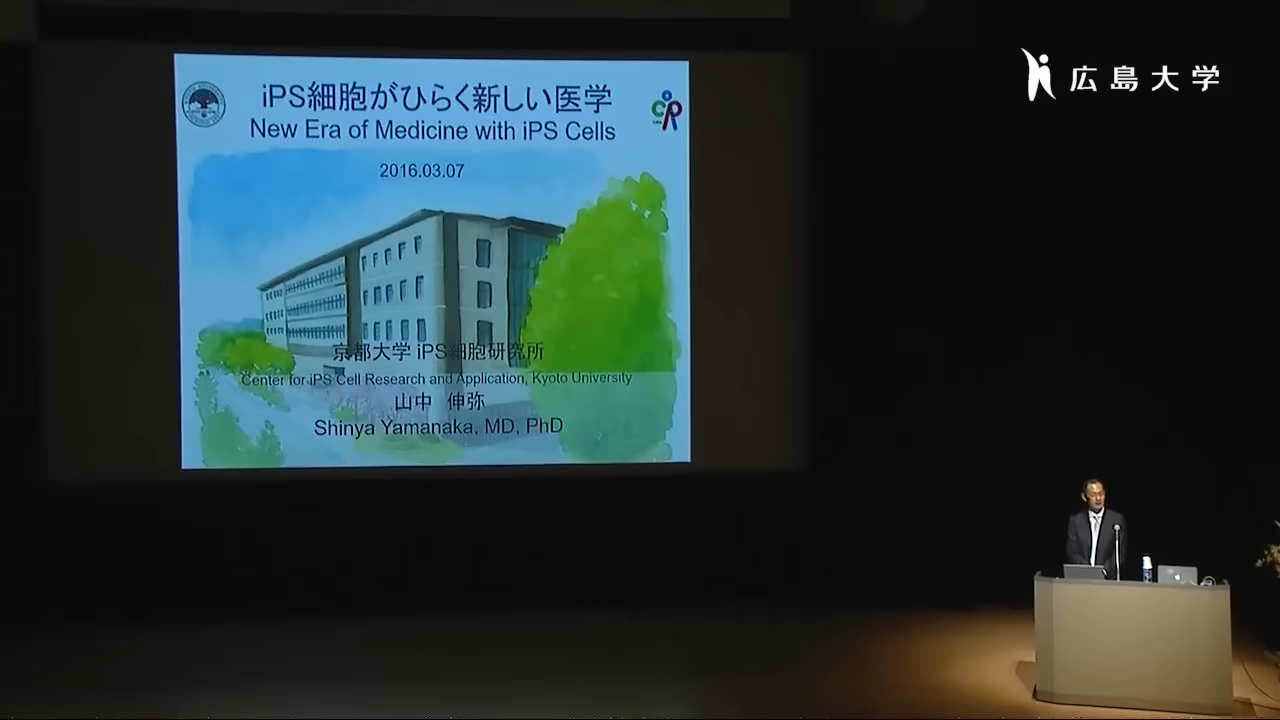 iPS細胞がひらく新しい医学
New Era of Medicine with iPS Cells
2016.03.07
京都大学 iPS細胞研究所
Center for iPS Cell Research and Application, Kyoto University
山中 伸弥
Shinya Yamanaka, MD, PhD
広島大学